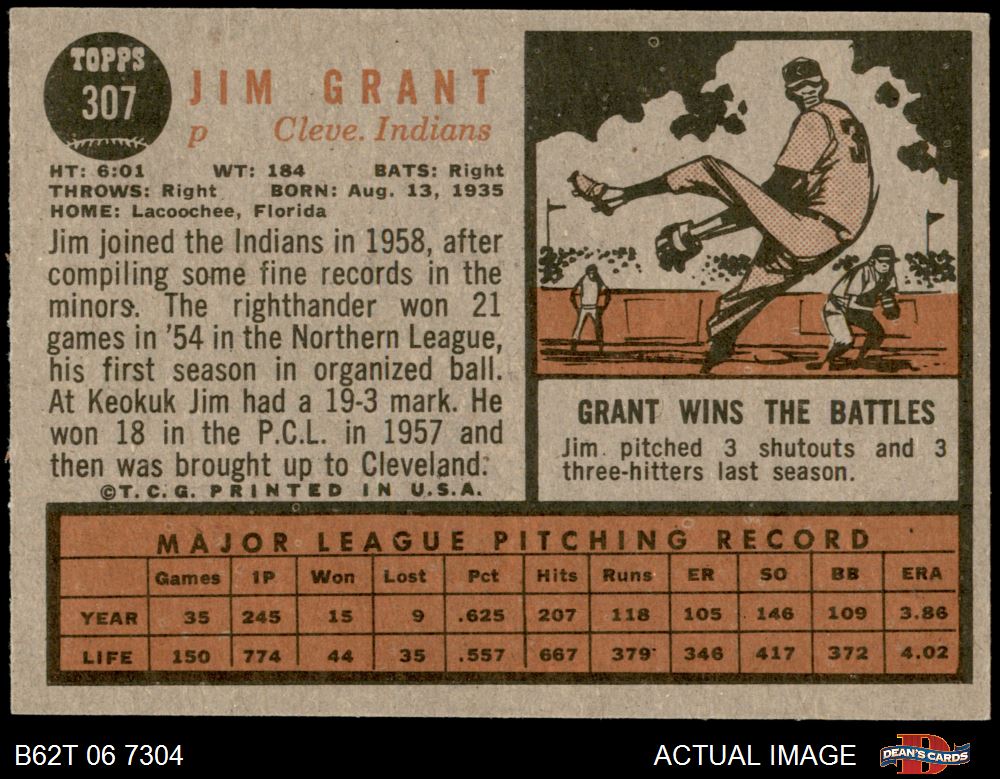 TOPPS
307
JIM GRANT
P Cleve. Indians
HT: 6:01 WT: 184 BATS: Right
THROWS: Right BORN: Aug. 13, 1935
HOME: Lacoochee, Florida
Jim joined the Indians in 1958, after
compiling some fine records in the
minors. The righthander won 21
games in '54 in the Northern League,
his first season in organized ball.
At Keokuk Jim had a 19-3 mark. He
won 18 in the P.C.L. in 1957 and
then was brought up to Cleveland.
©T.C.G. PRINTED IN U.S.A.
GRANT WINS THE BATTLES
Jim pitched 3 shutouts and 3
three-hitters last season.
MAJOR LEAGUE PITCHING RECORD
Games IP Won Lost Pct Hits Runs ER SO BB ERA
YEAR 35 245 15 9 .625 207 118 105 146 109 3.86
LIFE 150 774 44 35 .557 667 379 346 417 372 4.02
B62T 06 7304 ACTUAL IMAGE DEAN'S CARDS